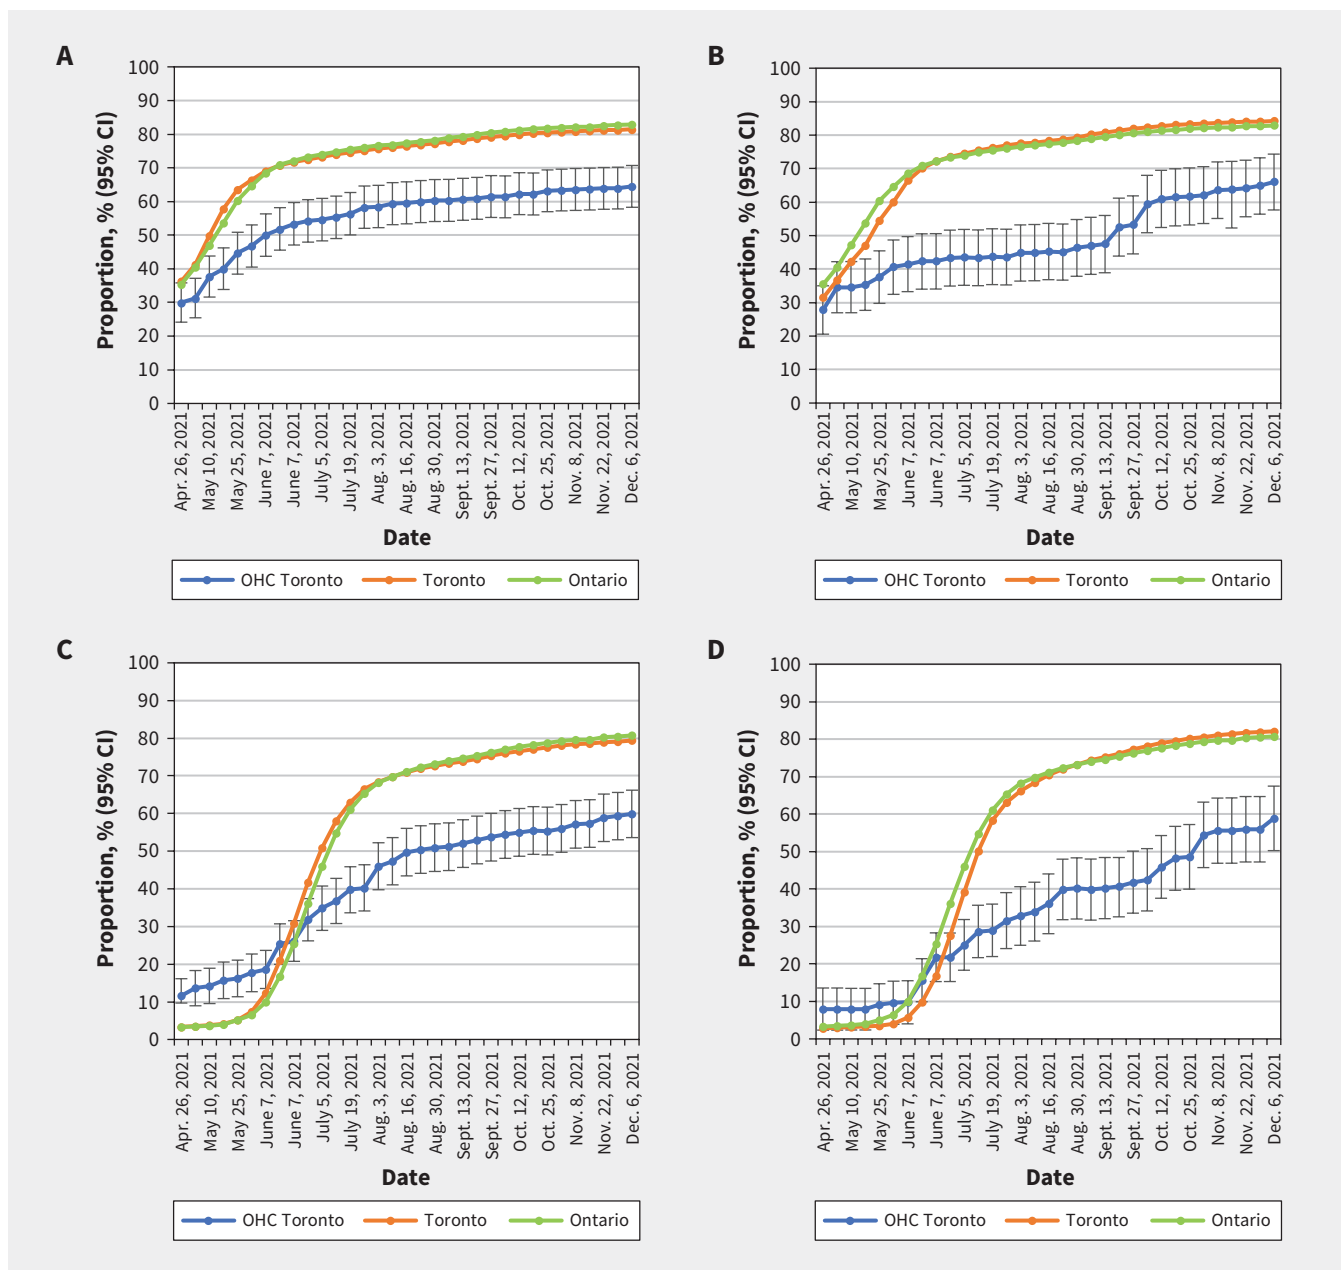 A
Proportion, % (95% CI)
100
90
80
70
60
50
40
30
20
10
0
Apr. 26, 2021
May 10, 2021
May 25, 2021
June 7, 2021
June 7, 2021
July 5, 2021
July 19, 2021
Aug. 3, 2021
Aug. 16, 2021
Aug. 30, 2021
Sept. 13, 2021
Sept. 27, 2021
Oct. 12, 2021
Oct. 25, 2021
Nov. 8, 2021
Nov. 22, 2021
Dec. 6, 2021
Date
OHC Toronto Toronto Ontario
B
Proportion, % (95% CI)
100
90
80
70
60
50
40
30
20
10
0
Apr. 26, 2021
May 10, 2021
May 25, 2021
June 7, 2021
June 7, 2021
July 5, 2021
July 19, 2021
Aug. 3, 2021
Aug. 16, 2021
Aug. 30, 2021
Sept. 13, 2021
Sept. 27, 2021
Oct. 12, 2021
Oct. 25, 2021
Nov. 8, 2021
Nov. 22, 2021
Dec. 6, 2021
Date
OHC Toronto Toronto Ontario
C
Proportion, % (95% CI)
100
90
80
70
60
50
40
30
20
10
0
Apr. 26, 2021
May 10, 2021
May 25, 2021
June 7, 2021
June 7, 2021
July 5, 2021
July 19, 2021
Aug. 3, 2021
Aug. 16, 2021
Aug. 30, 2021
Sept. 13, 2021
Sept. 27, 2021
Oct. 12, 2021
Oct. 25, 2021
Nov. 8, 2021
Nov. 22, 2021
Dec. 6, 2021
Date
OHC Toronto Toronto Ontario
D
Proportion, % (95% CI)
100
90
80
70
60
50
40
30
20
10
0
Apr. 26, 2021
May 10, 2021
May 25, 2021
June 7, 2021
June 7, 2021
July 5, 2021
July 19, 2021
Aug. 3, 2021
Aug. 16, 2021
Aug. 30, 2021
Sept. 13, 2021
Sept. 27, 2021
Oct. 12, 2021
Oct. 25, 2021
Nov. 8, 2021
Nov. 22, 2021
Dec. 6, 2021
Date
OHC Toronto Toronto Ontario